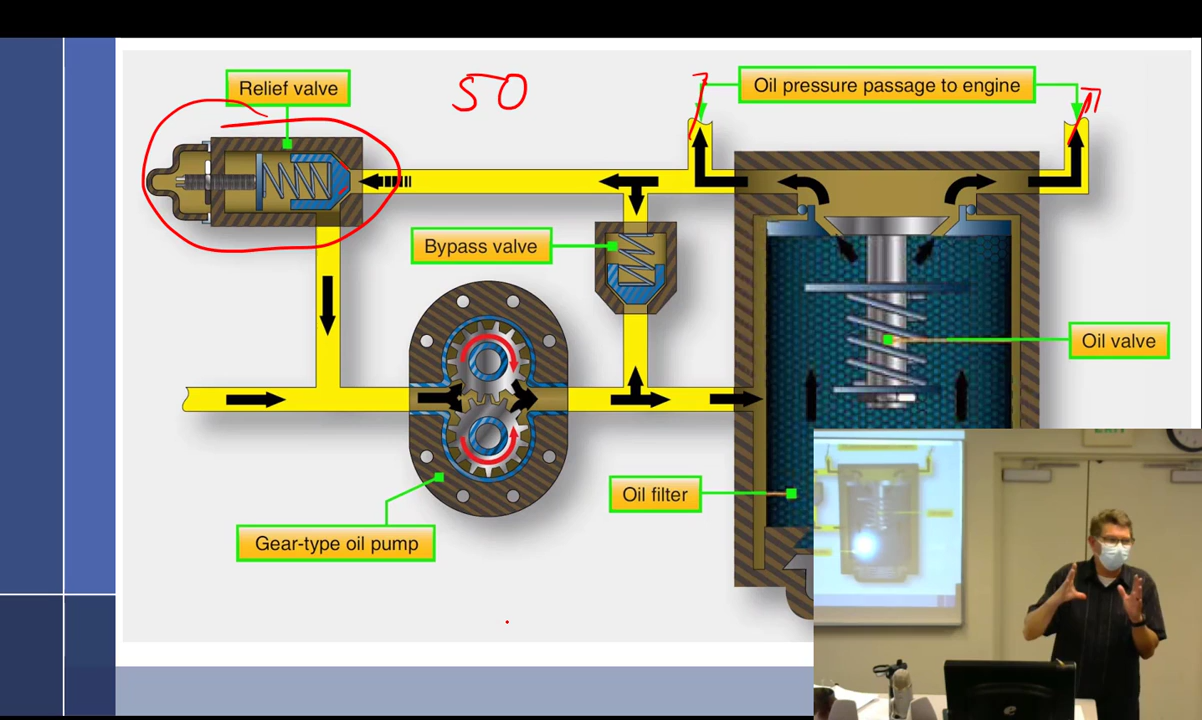 Relief valve
50
Oil pressure passage to engine
Bypass valve
Oil valve
Oil filter
Gear-type oil pump